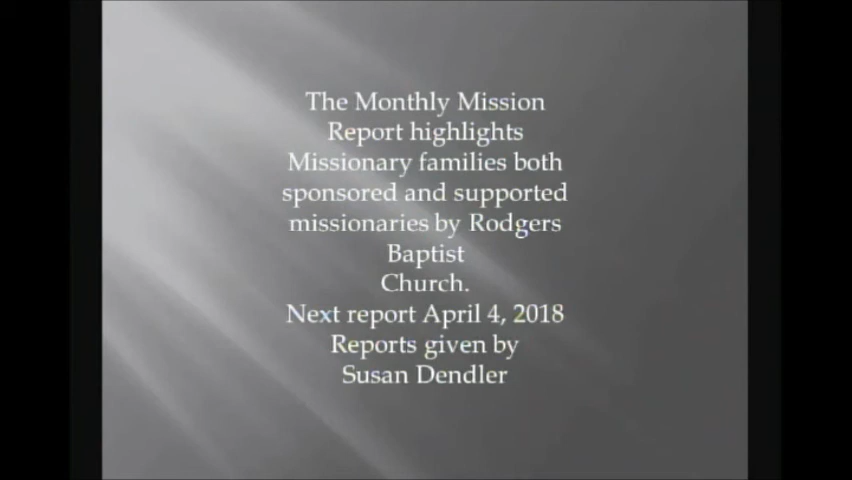 The Monthly Mission
Report highlights
Missionary families both
sponsored and supported
missionaries by Rodgers
Baptist
Church.
Next report April 4, 2018
Reports given by
Susan Dendler